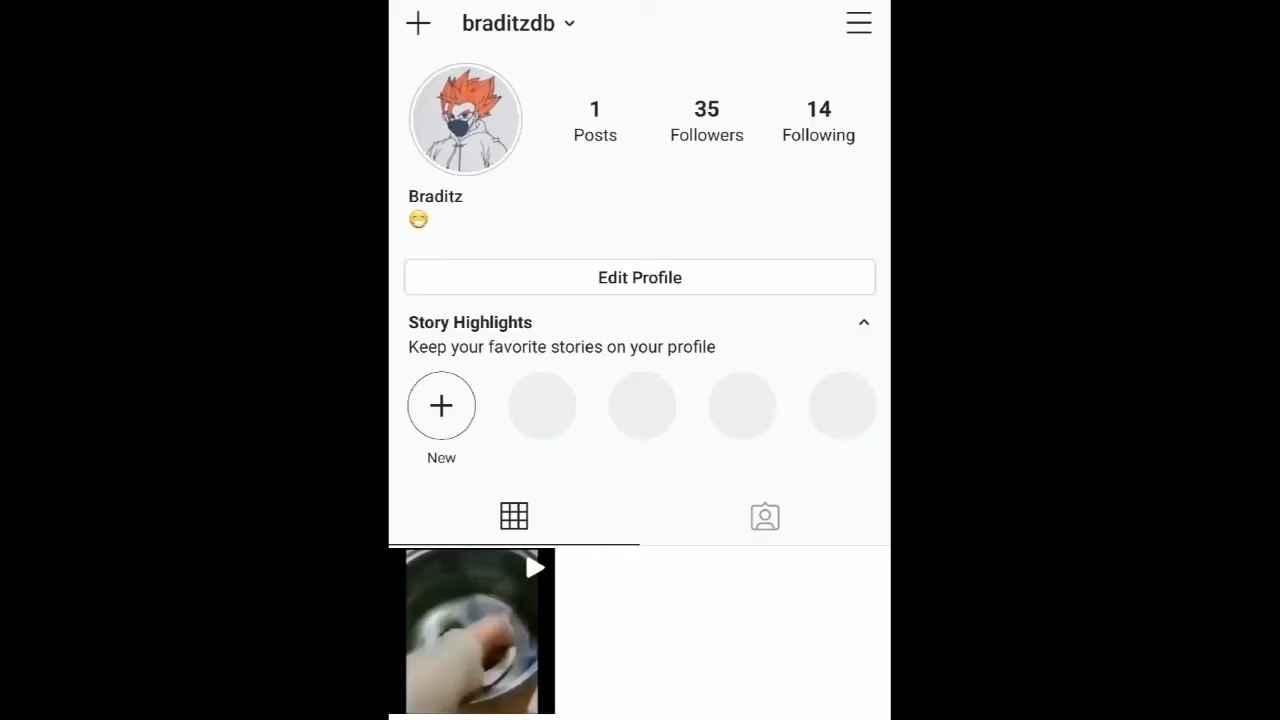 braditzdb
1
35
14
Posts
Followers
Following
Braditz
Edit Profile
Story Highlights
Keep your favorite stories on your profile
New